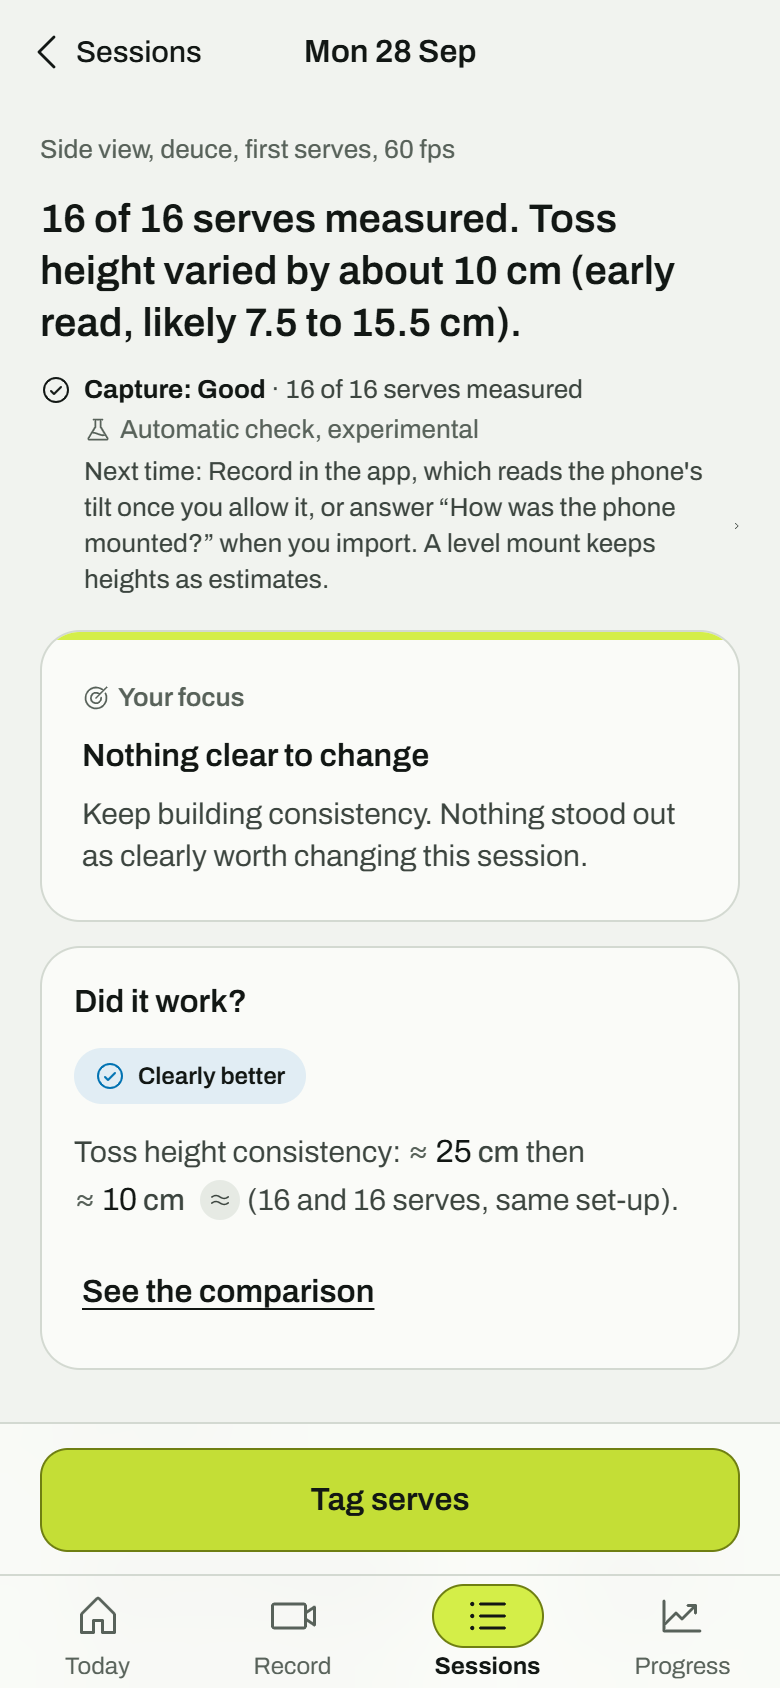 Sessions
Mon 28 Sep
Side view, deuce, first serves, 60 fps
16 of 16 serves measured. Toss
height varied by about 10 cm (early
read, likely 7.5 to 15.5 cm).
Capture: Good · 16 of 16 serves measured
Automatic check, experimental
Next time: Record in the app, which reads the phone's
tilt once you allow it, or answer “How was the phone
mounted?” when you import. A level mount keeps
heights as estimates.
Your focus
Nothing clear to change
Keep building consistency. Nothing stood out
as clearly worth changing this session.
Did it work?
Clearly better
Toss height consistency: ≈ 25 cm then
≈ 10 cm ≈ (16 and 16 serves, same set-up).
See the comparison
Tag serves
Today
Record
Sessions
Progress